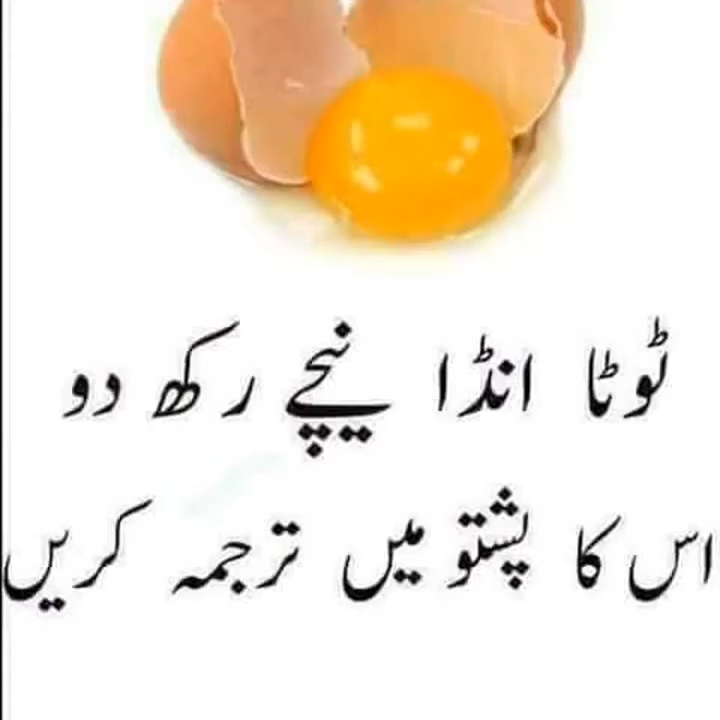 ٹوٹا انڈا نیچے رکھ دو
اس کا پشتو میں ترجمہ کریں